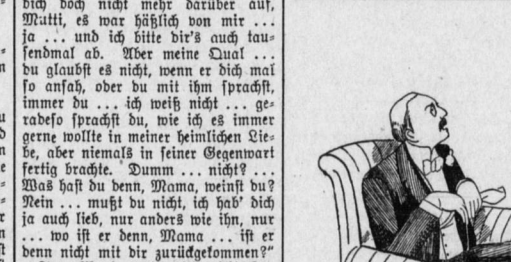 dich doch nicht mehr darüber auf,
Mutti, es war häßlich von mir ...
ja ... und ich bitte dir's auch tau-
sendmal ab. Aber meine Qual ...
du glaubst es nicht, wenn er dich mal
so ansah, oder du mit ihm sprachst,
immer du ... ich weiß nicht ... ge-
radeso sprachst du, wie ich es immer
gerne wollte in meiner heimlichen Lie-
be, aber niemals in seiner Gegenwart
fertig brachte. Dumm ... nicht? ...
Was hast du denn, Mama, weinst du?
Nein ... mußt du nicht, ich hab' dich
ja auch lieb, nur anders wie ihn, nur
... wo ist er denn, Mama ... ist er
denn nicht mit dir zurückgekommen?"